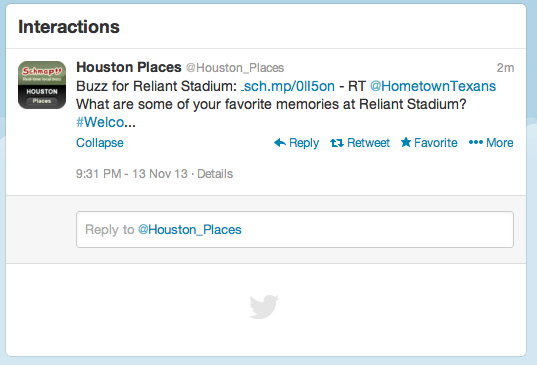 Interactions
Schmap!!
HOUSTON
Places
Houston Places @Houston_Places 2m
Buzz for Reliant Stadium: .sch.mp/0lI5on - RT @HometownTexans
What are some of your favorite memories at Reliant Stadium?
#Welco...
Collapse Reply Retweet Favorite More
9:31 PM - 13 Nov 13 · Details
Reply to @Houston_Places